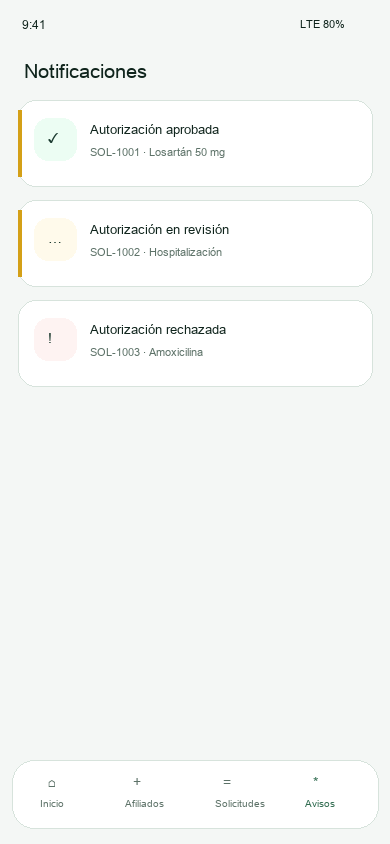 9:41 LTE 80%
Notificaciones
✓ Autorización aprobada
SOL-1001 · Losartán 50 mg
... Autorización en revisión
SOL-1002 · Hospitalización
! Autorización rechazada
SOL-1003 · Amoxicilina
⌂ + = *
Inicio Afiliados Solicitudes Avisos